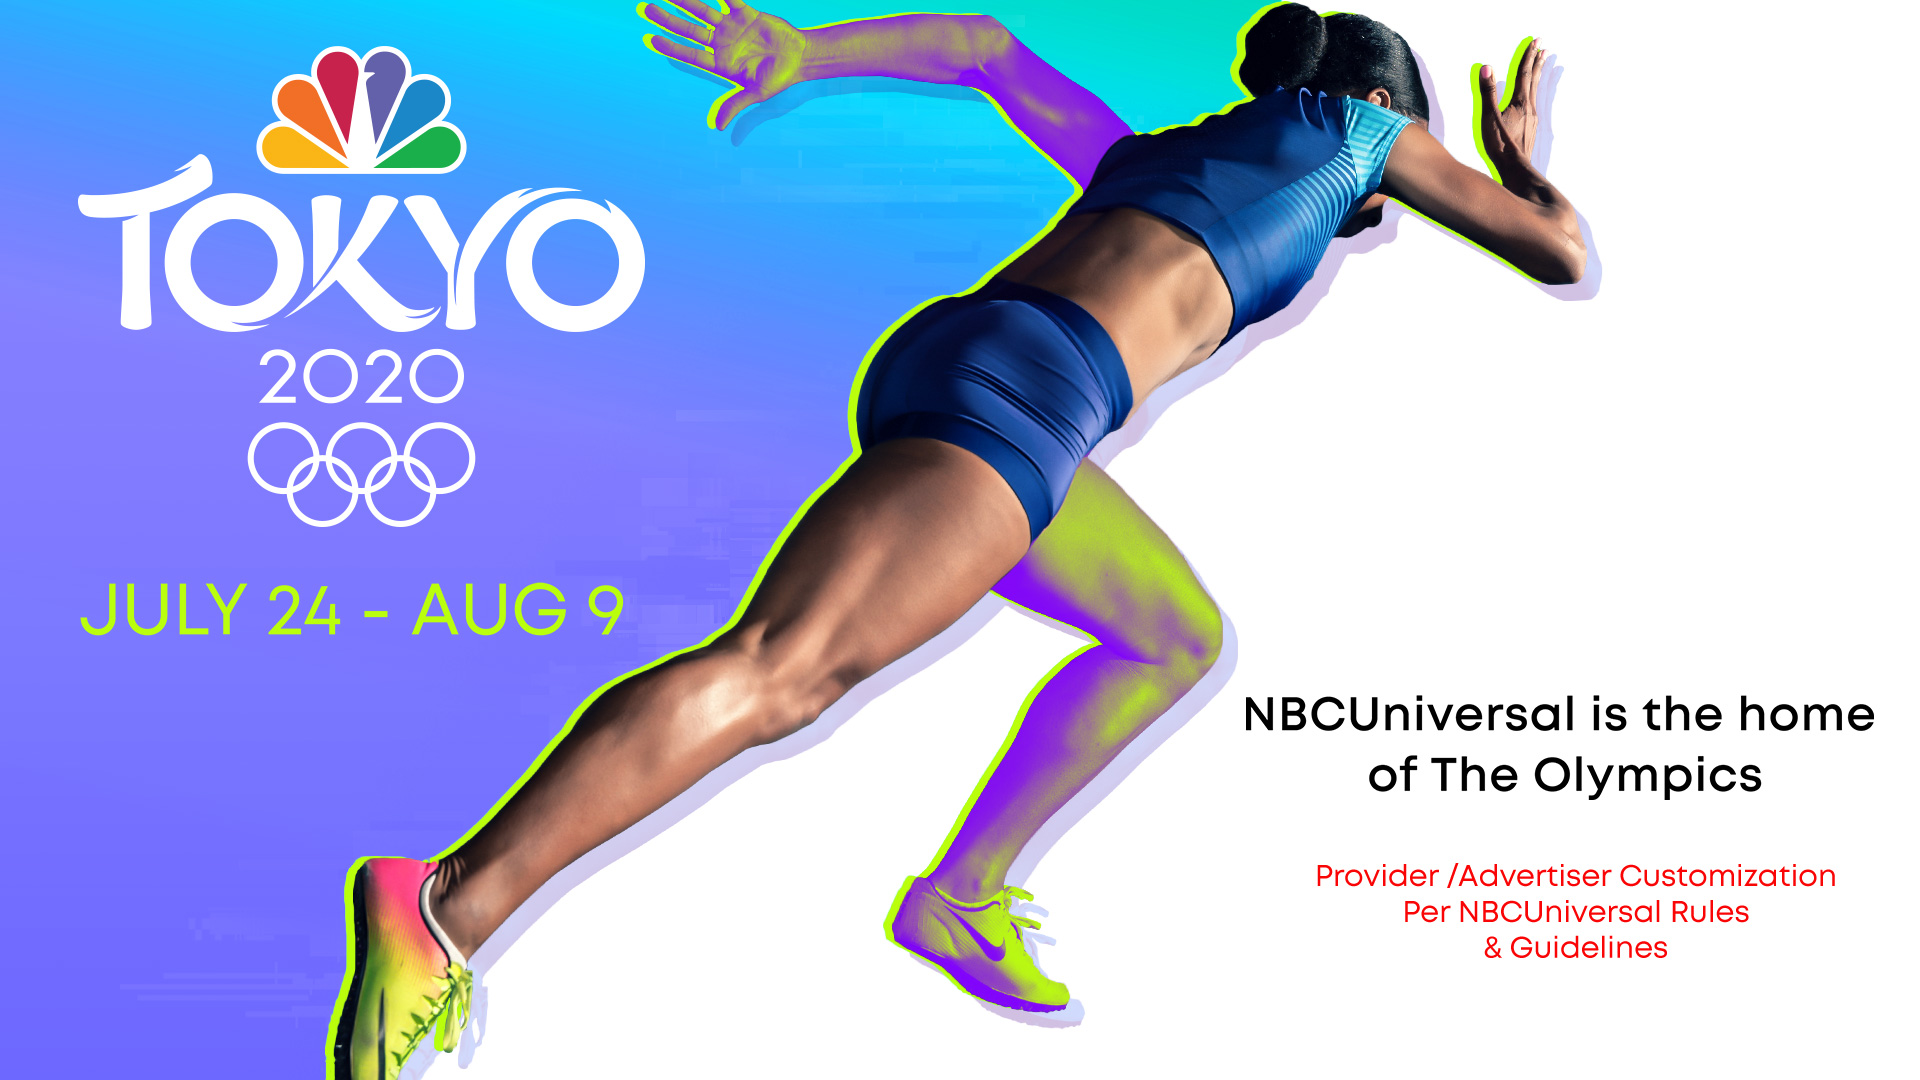 TOKYO
2020
JULY 24 - AUG 9
NBCUniversal is the home
of The Olympics
Provider /Advertiser Customization
Per NBCUniversal Rules
& Guidelines